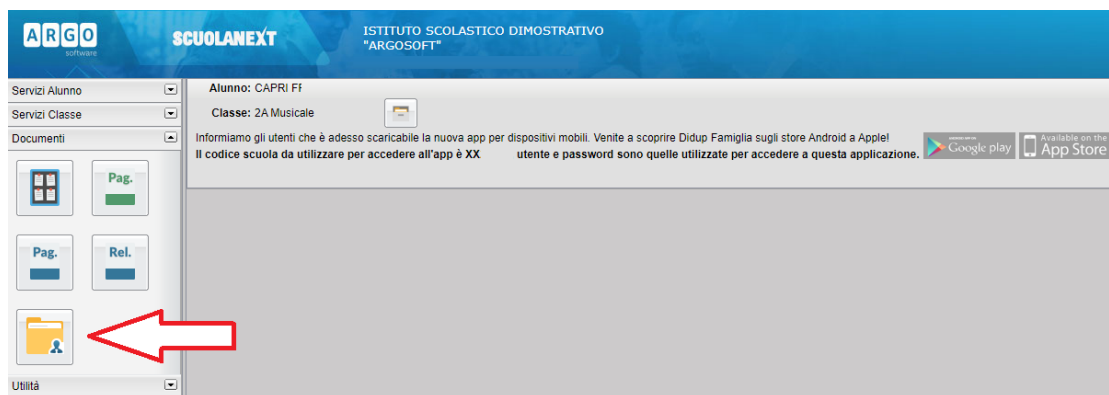 ARGO
software
SCUOLANEXT
ISTITUTO SCOLASTICO DIMOSTRATIVO
"ARGOSOFT"
Servizi Alunno
Servizi Classe
Documenti
Pag.
Pag.
Rel.
Utilità
Alunno: CAPRI FF
Classe: 2A Musicale
Informiamo gli utenti che è adesso scaricabile la nuova app per dispositivi mobili. Venite a scoprire Didup Famiglia sugli store Android a Apple!
Il codice scuola da utilizzare per accedere all'app è XX utente e password sono quelle utilizzate per accedere a questa applicazione.
Google play
Available on the
App Store